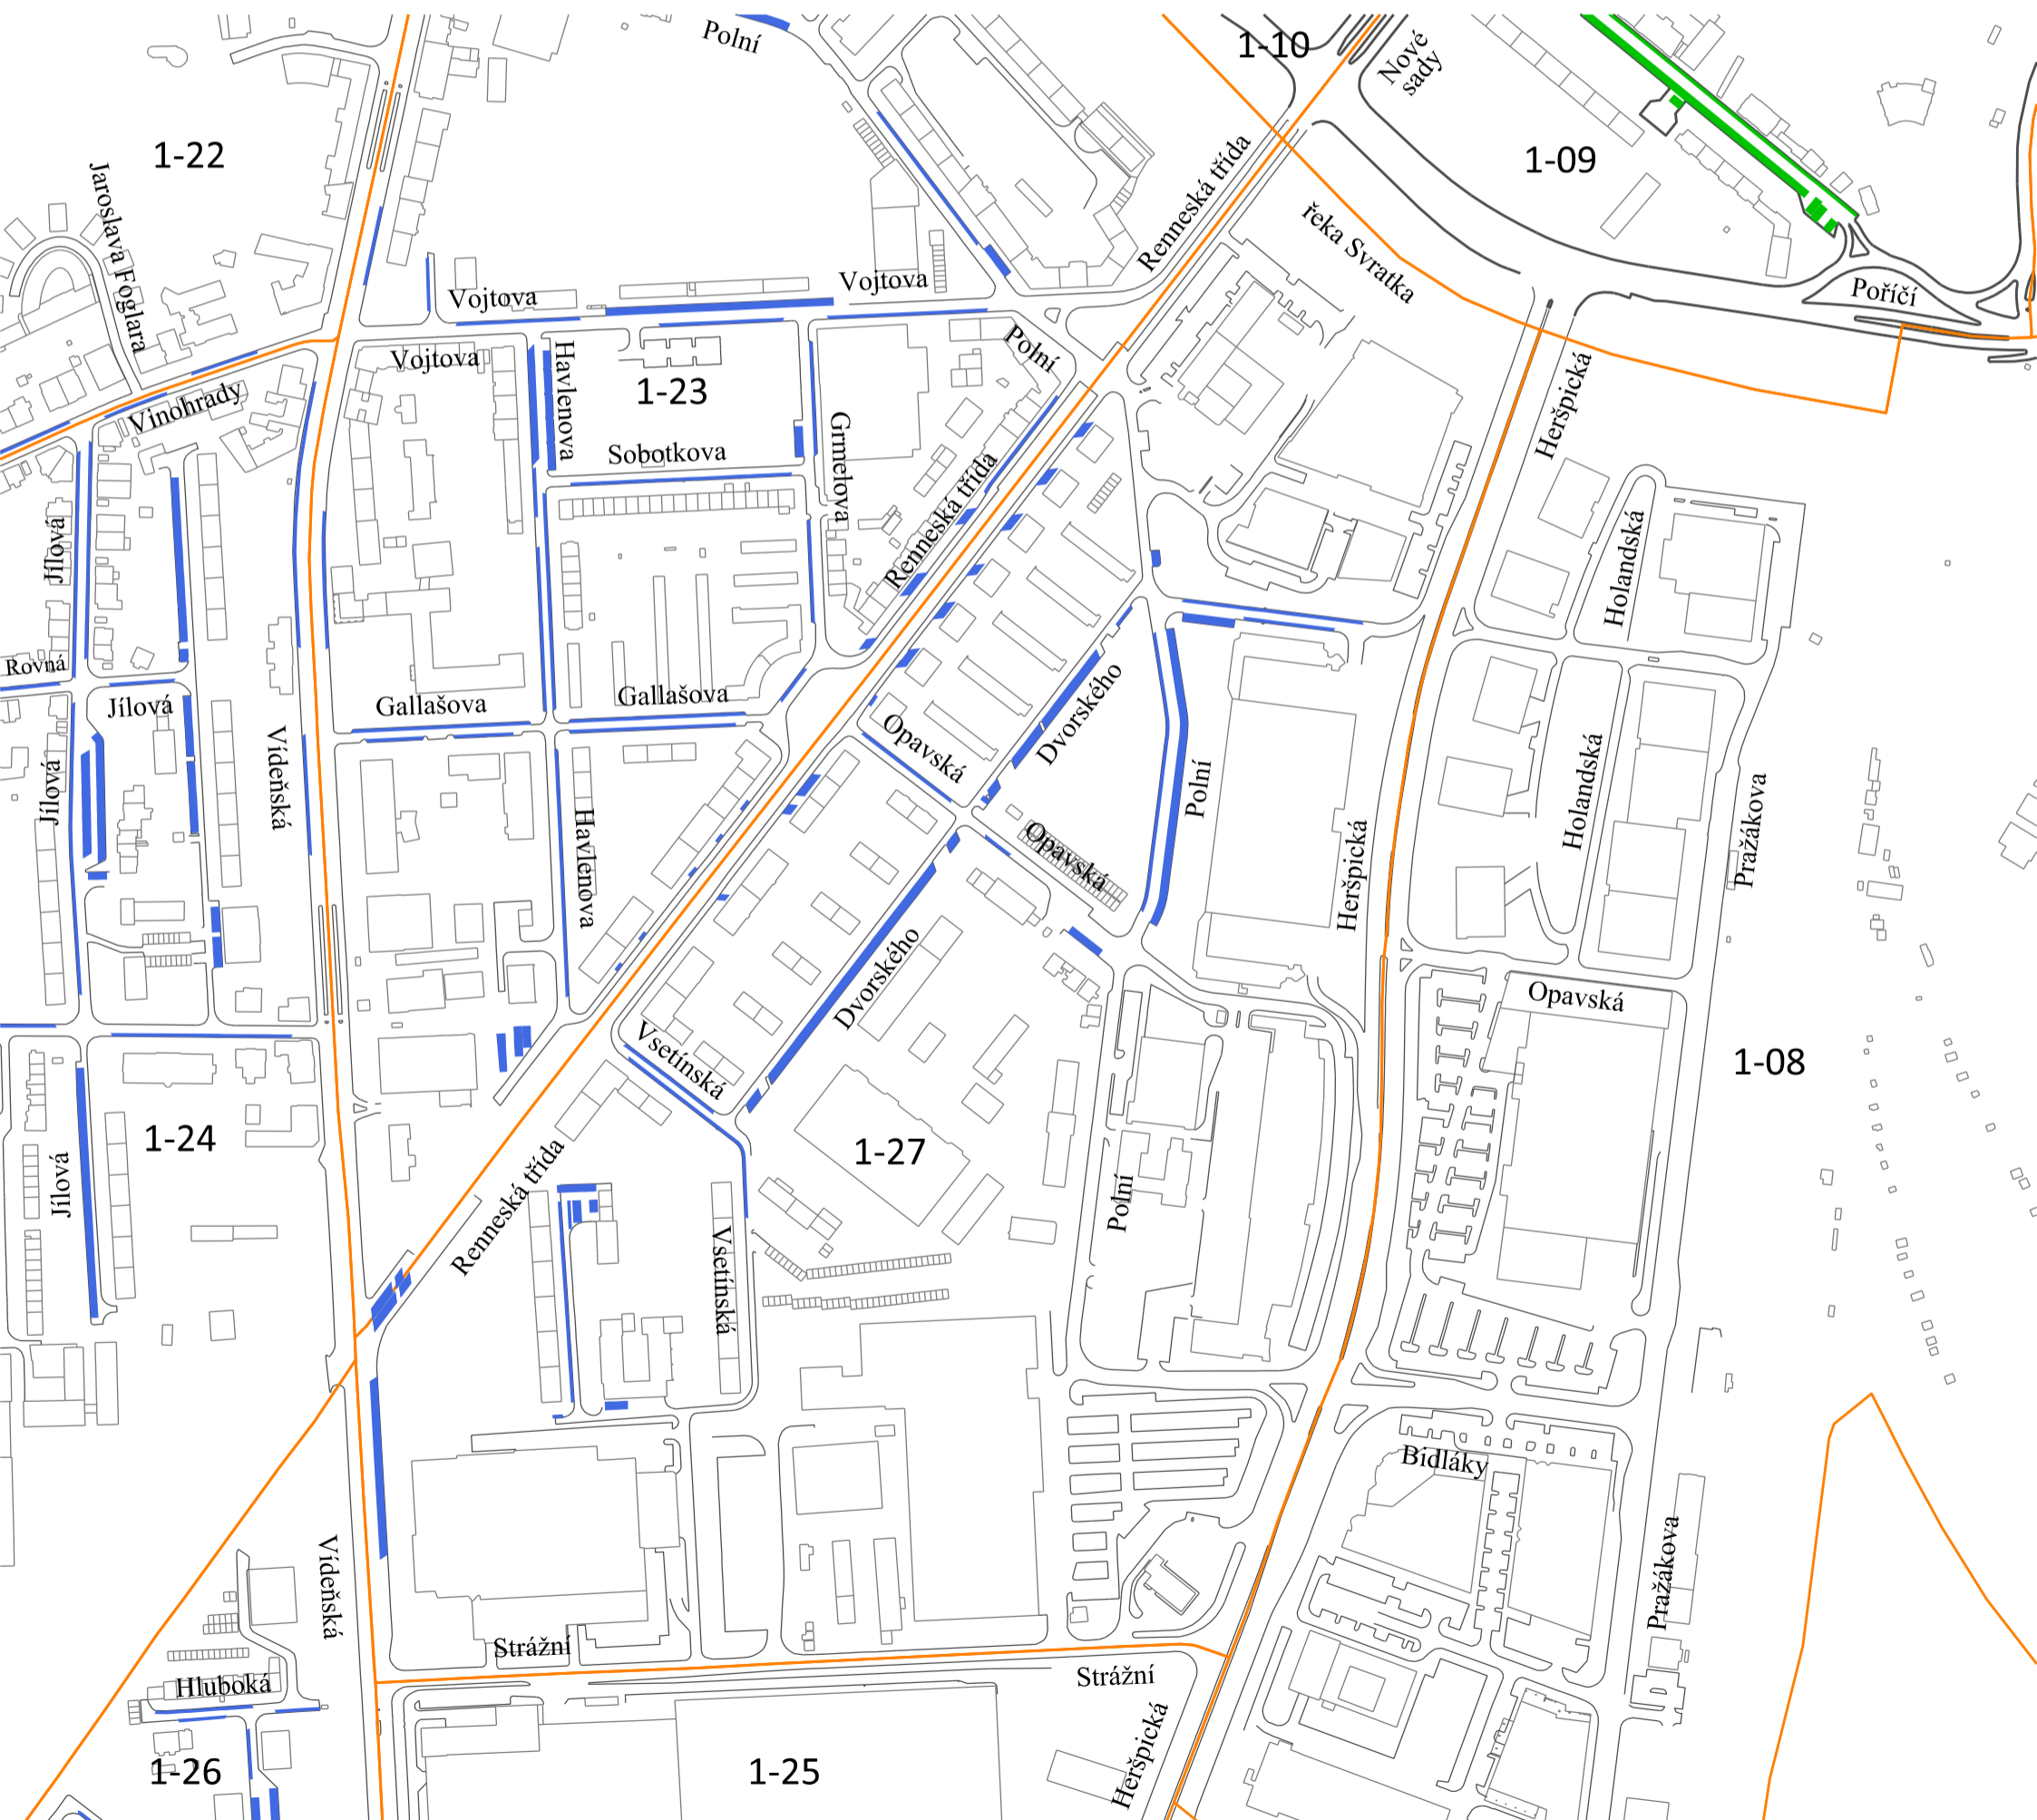 Polní
1-10
Nové
sady
1-22
1-09
Jaroslava Foglara
Renneská třída
řeka Svratka
Vojtova
Vojtova
Poříčí
Vojtova
Havlenova
Polní
1-23
Heršpická
Vinohrady
Sobotkova
Grmelova
Renneská třída
Jílová
Holandská
Rovná
Jílová
Gallašova
Gallašova
Dvorského
Opavská
Jílová
Vídeňská
Polní
Holandská
Pražákova
Havlenova
Opavská
Heršpická
Dvorského
Opavská
Vsetínská
1-08
1-24
1-27
Jílová
Renneská třída
Polní
Vsetínská
Bidláky
Vídeňská
Pražákova
Strážní
Strážní
Hluboká
Heršpická
1-26
1-25